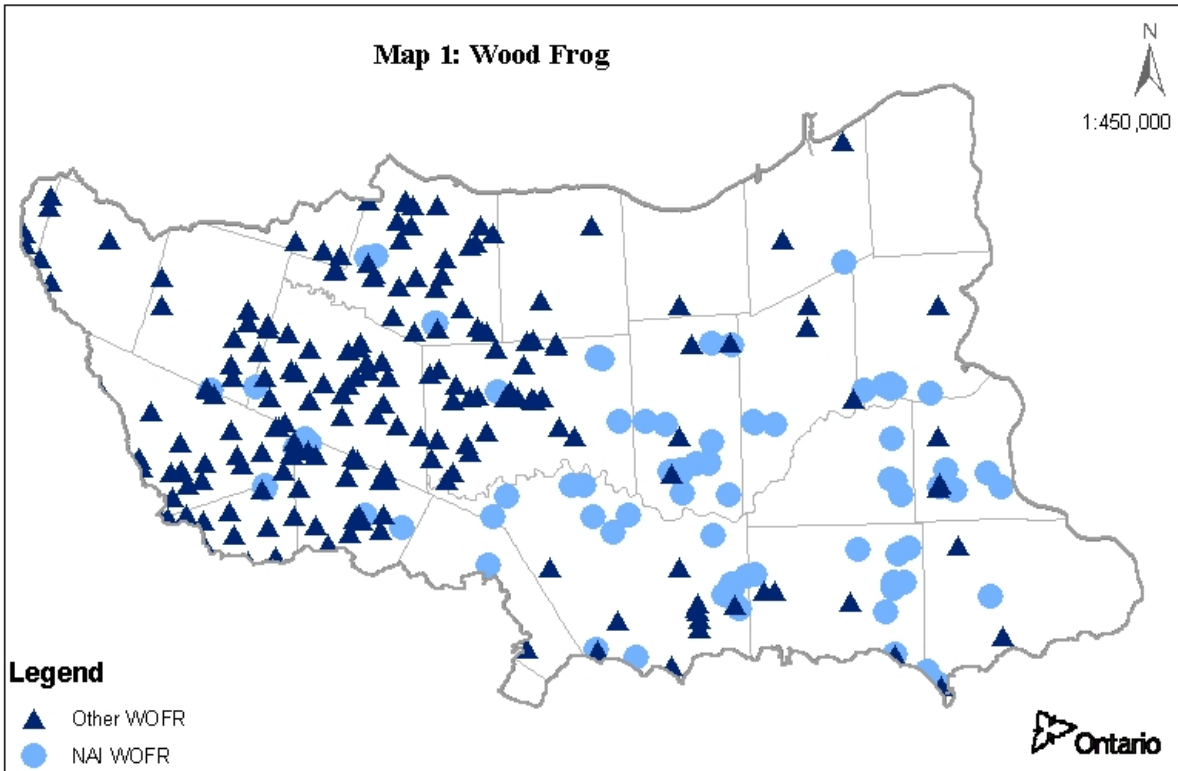 Map 1: Wood Frog
N
1:450,000
Legend
Other WOFR
NAI WOFR
Ontario